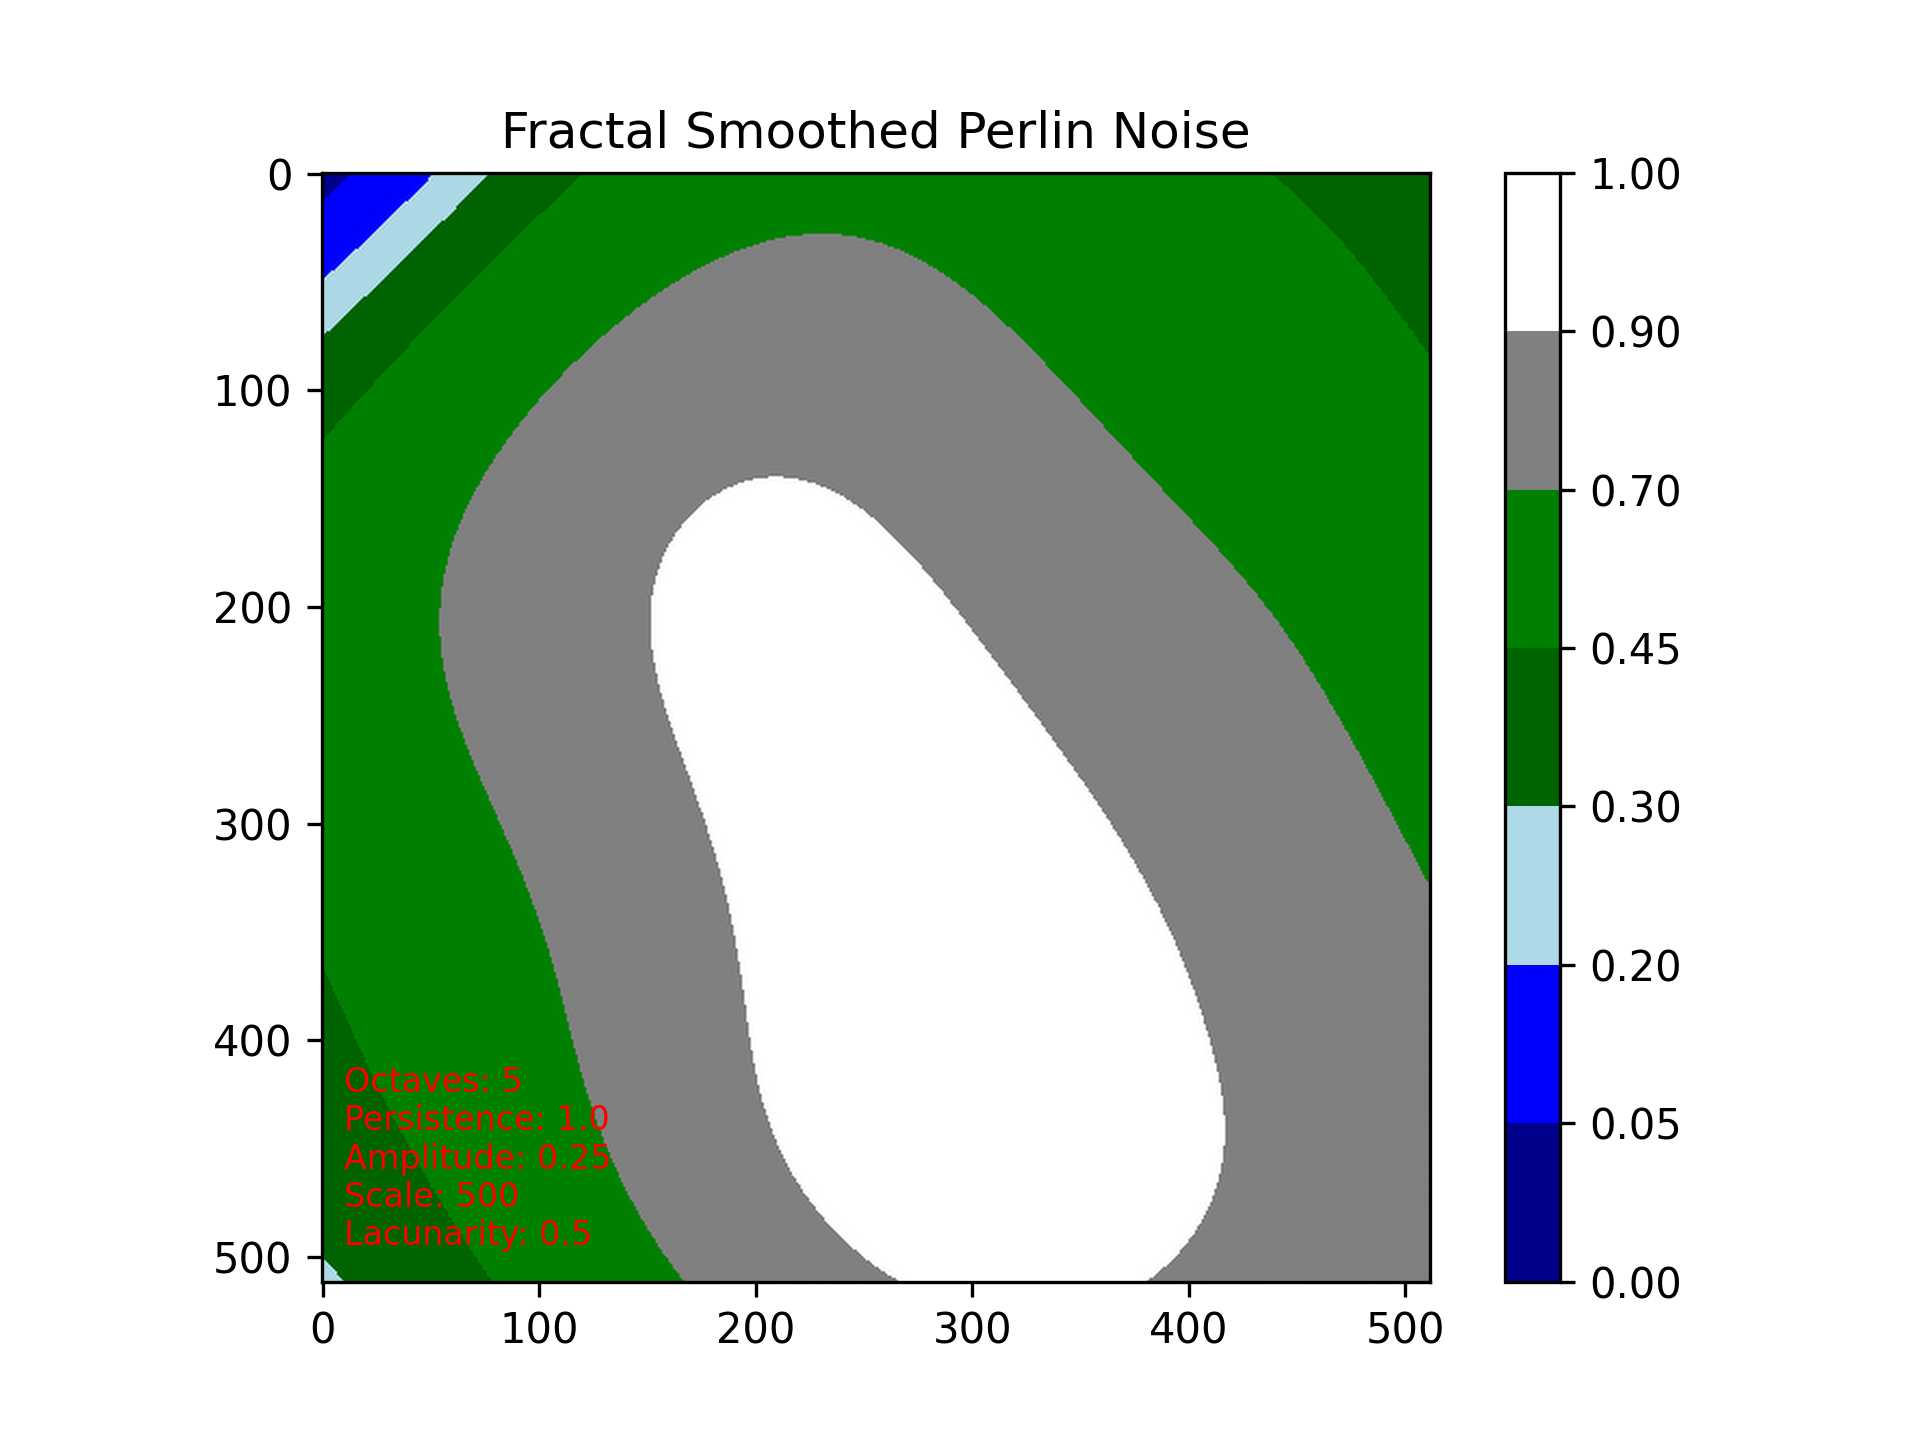 Fractal Smoothed Perlin Noise
0
100
200
300
400
500
Octaves: 5
Persistence: 1.0
Amplitude: 0.25
Scale: 500
Lacunarity: 0.5
0 100 200 300 400 500
1.00
0.90
0.70
0.45
0.30
0.20
0.05
0.00